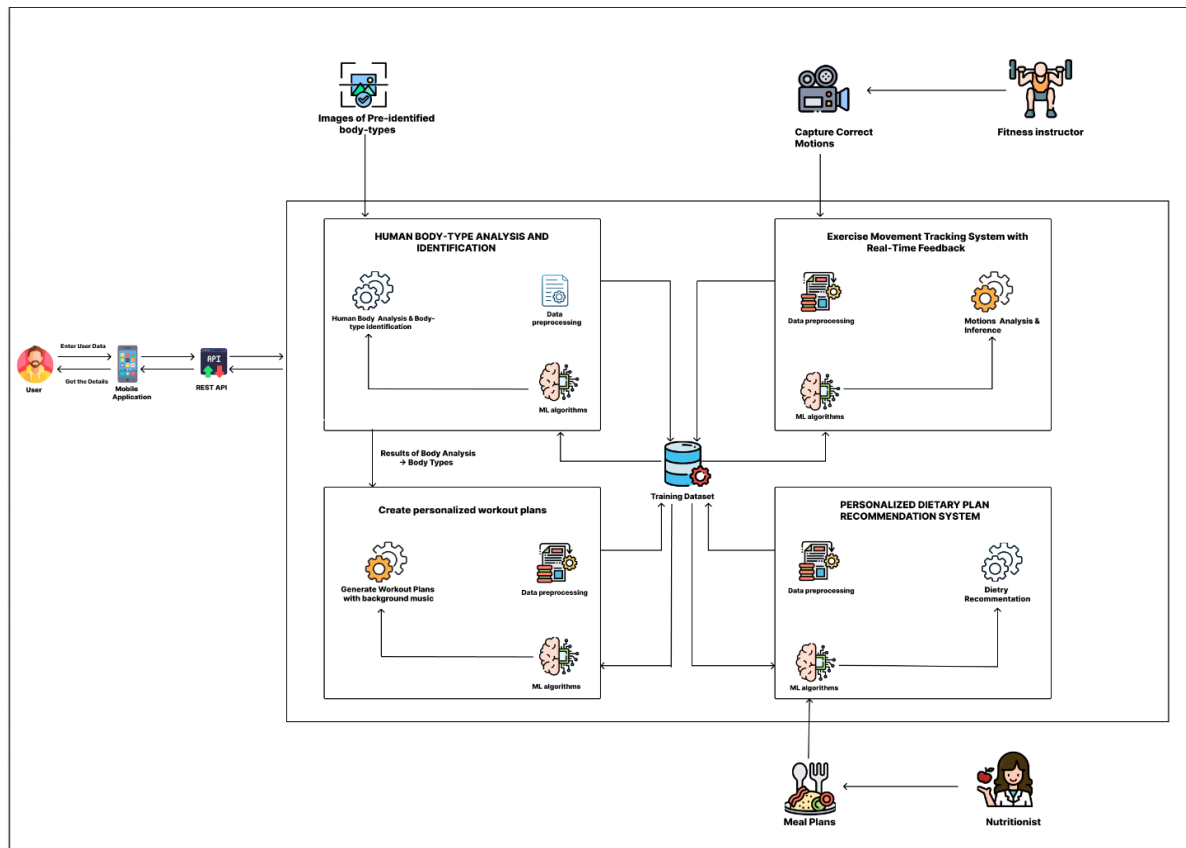 Images of Pre-identified
body-types
Capture Correct
Motions
Fitness instructor
HUMAN BODY-TYPE ANALYSIS AND
IDENTIFICATION
Human Body Analysis & Body-
type identification
Data
preprocessing
ML algorithms
Exercise Movement Tracking System with
Real-Time Feedback
Data preprocessing
Motions Analysis &
Inference
ML algorithms
Enter User Data
Get the Details
User
Mobile
Application
API
REST API
Results of Body Analysis
→ Body Types
Training Dataset
Create personalized workout plans
Generate Workout Plans
with background music
Data preprocessing
ML algorithms
PERSONALIZED DIETARY PLAN
RECOMMENDATION SYSTEM
Data preprocessing
Dietry
Recommentation
ML algorithms
Meal Plans
Nutritionist